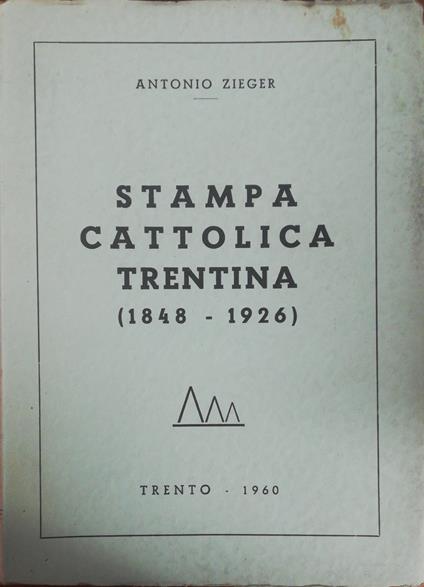 ANTONIO ZIEGER
STAMPA
CATTOLICA
TRENTINA
(1848 - 1926)
TRENTO - 1960